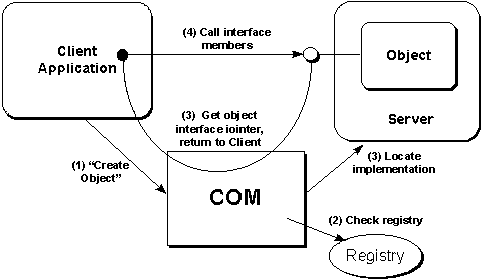 Client
Application
(4) Call interface
members
Object
Server
(3) Get object
interface iointer,
return to Client
(1) “Create
Object”
(3) Locate
implementation
COM
(2) Check registry
Registry